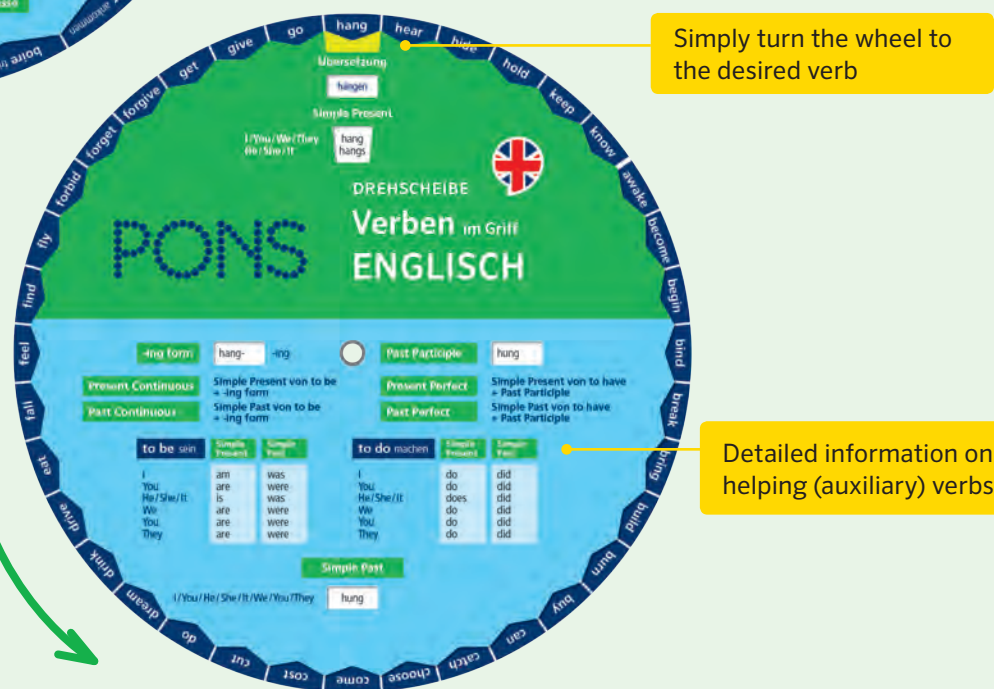 Simply turn the wheel to
the desired verb
hang
hear
hide
hold
keep
know
awake
become
begin
bind
break
bring
build
burn
buy
can
catch
choose
come
cost
cut
do
dream
drink
drive
eat
fall
feel
find
fly
forbid
forget
forgive
get
give
go
Übersetzung
hängen
Simple Present
I/You/We/They hang
He/She/It hangs
DREHSCHEIBE
Verben im Griff
ENGLISCH
PONS
-ing form hang- -ing
Past Participle hung
Present Continuous Simple Present von to be
+ -ing form
Present Perfect Simple Present von to have
+ Past Participle
Past Continuous Simple Past von to be
+ -ing form
Past Perfect Simple Past von to have
+ Past Participle
to be sein Simple Present Simple Past
I am was
You are were
He/She/It is was
We are were
You are were
They are were
to do machen Simple Present Simple Past
I do did
You do did
He/She/It does did
We do did
You do did
They do did
Detailed information on
helping (auxiliary) verbs
Simple Past
I/You/He/She/It/We/You/They hung
ankommen